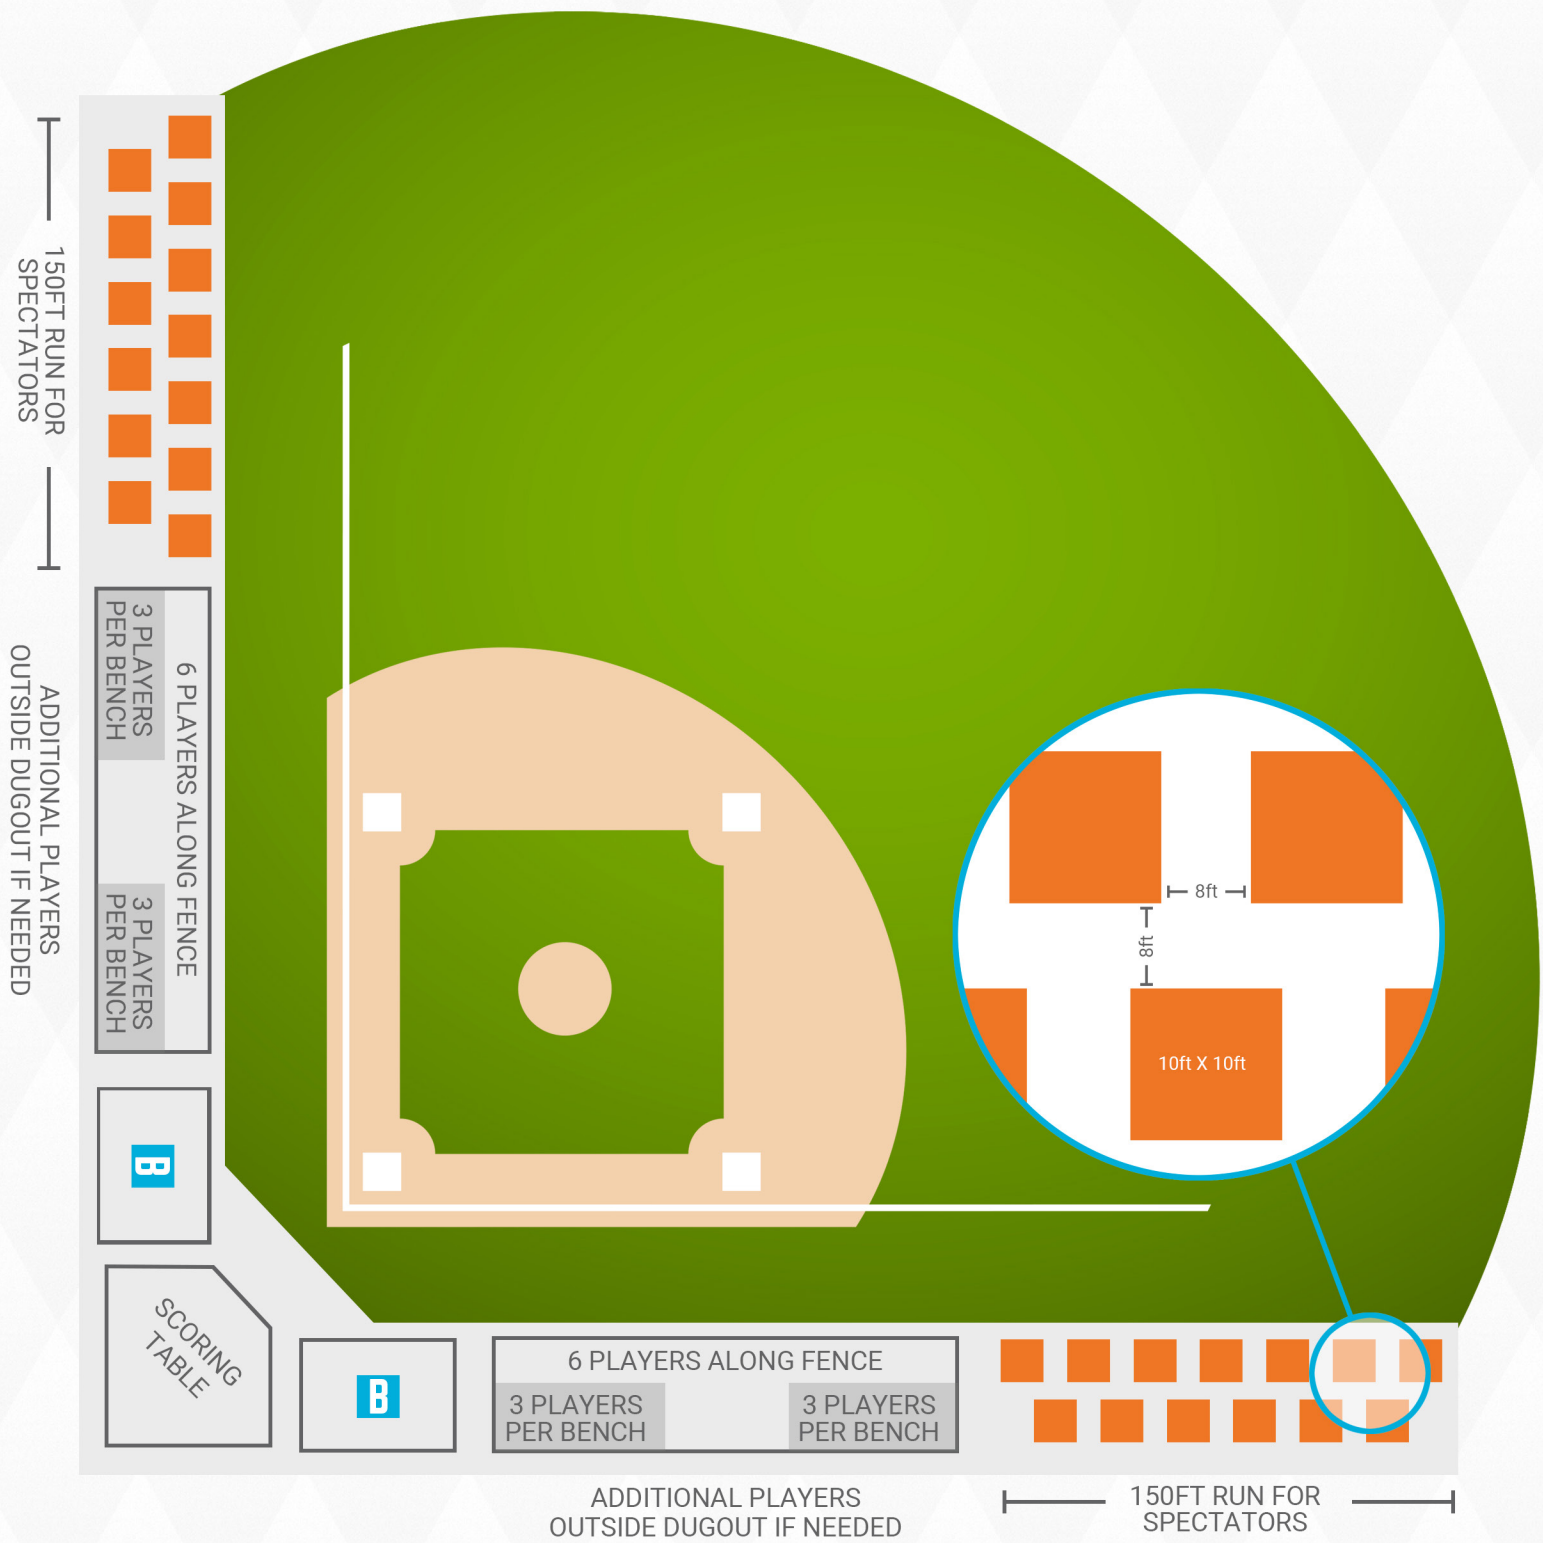 150FT RUN FOR
SPECTATORS
ADDITIONAL PLAYERS
OUTSIDE DUGOUT IF NEEDED
6 PLAYERS ALONG FENCE
3 PLAYERS
PER BENCH
3 PLAYERS
PER BENCH
B
SCORING
TABLE
B
6 PLAYERS ALONG FENCE
3 PLAYERS
PER BENCH
3 PLAYERS
PER BENCH
ADDITIONAL PLAYERS
OUTSIDE DUGOUT IF NEEDED
8ft
8ft
10ft X 10ft
150FT RUN FOR
SPECTATORS